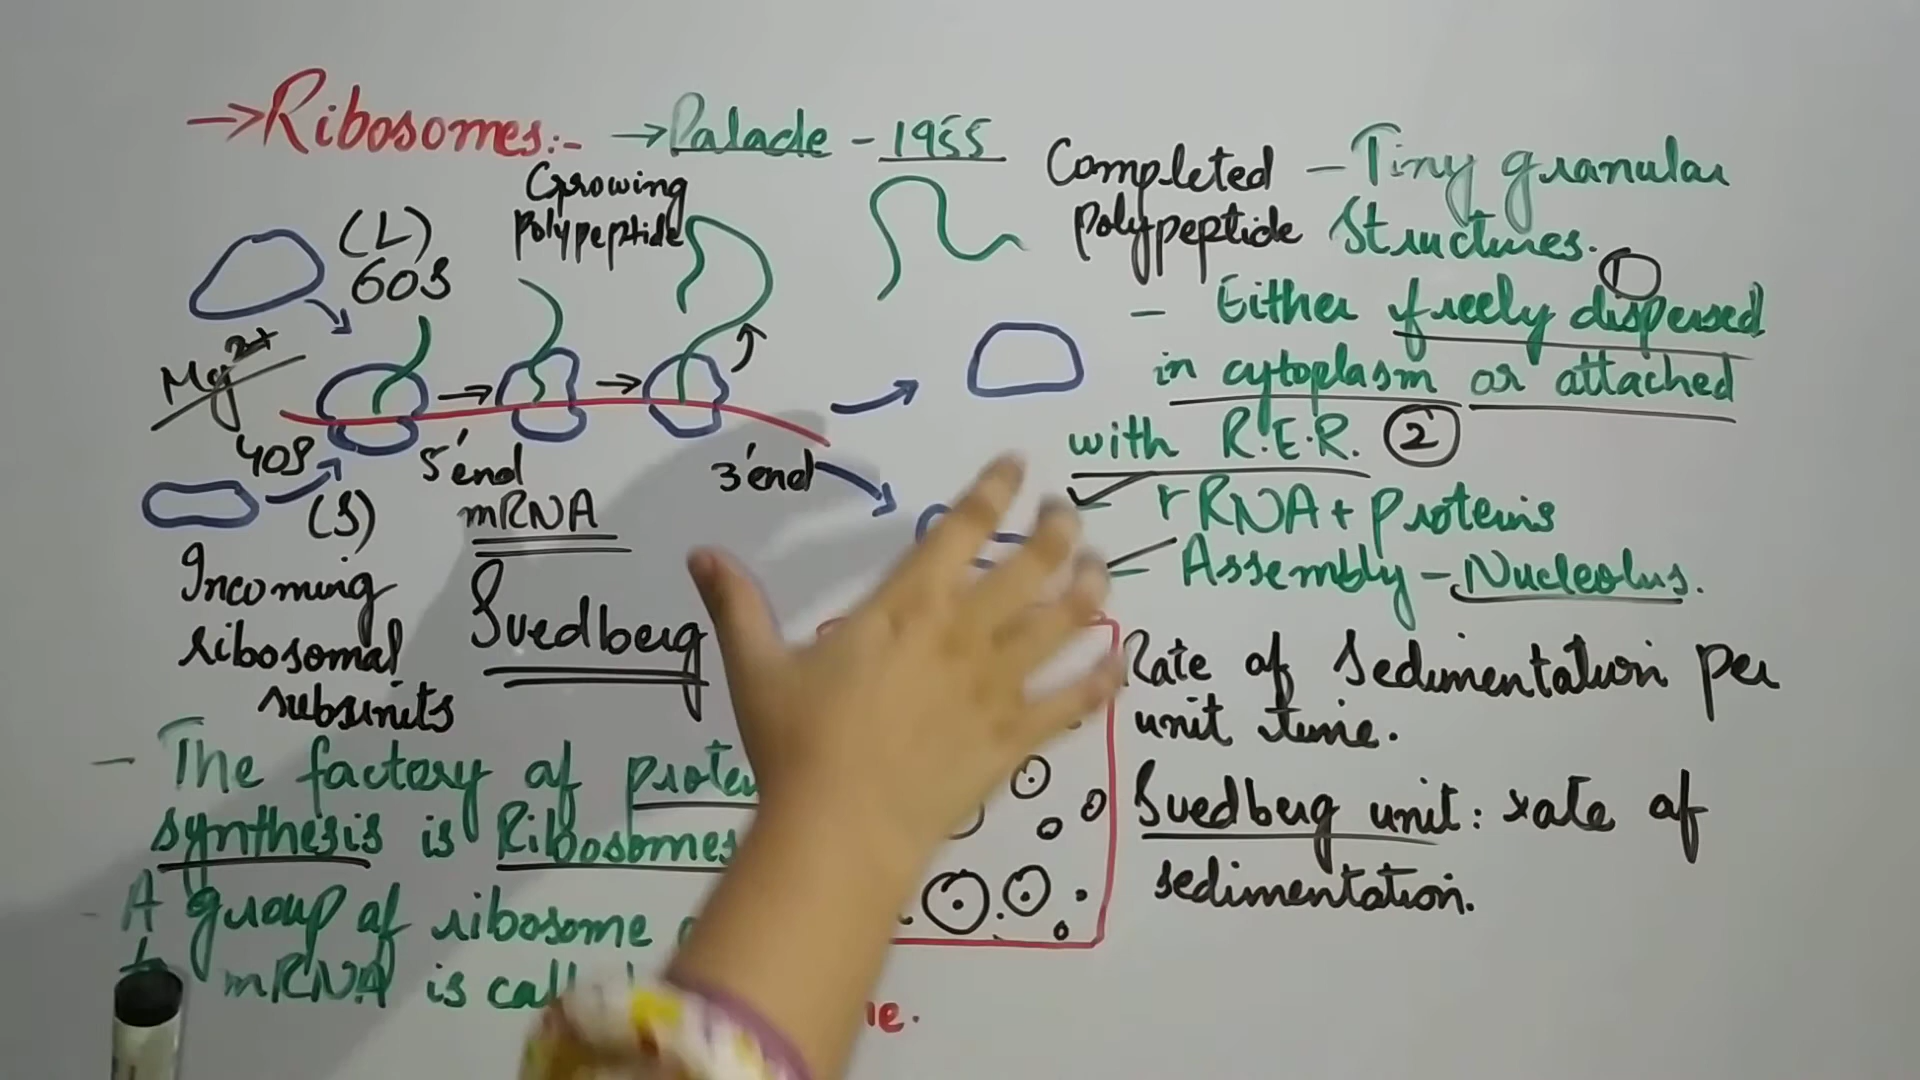 →Ribosomes:- →Palade - 1955
Growing
polypeptide
Completed
polypeptide
- Tiny granular
structures.
①
- Either freely dispersed
in cytoplasm or attached
with R.E.R. ②
- rRNA + proteins
- Assembly - Nucleolus.
(L)
60S
Mg2+
40S
(S)
5' end
3' end
mRNA
Incoming
ribosomal
subunits
Svedberg
Rate of Sedimentation per
unit time.
Svedberg unit: rate of
sedimentation.
- The factory of
synthesis is Ribosomes
- A group of ribosome
mRNA is